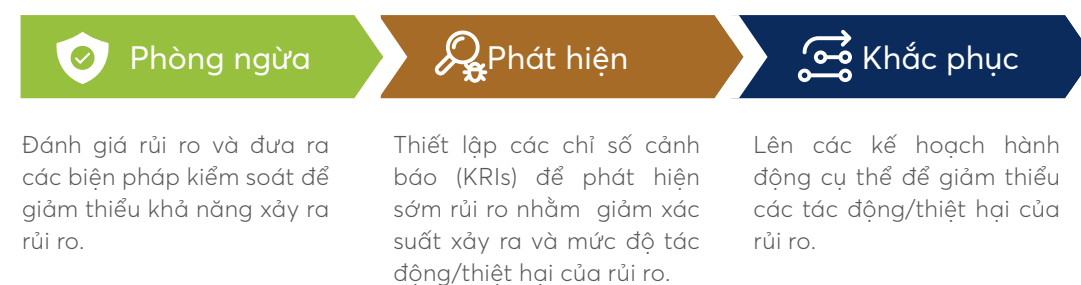 Phòng ngừa
Phát hiện
Khắc phục
Đánh giá rủi ro và đưa ra
các biện pháp kiểm soát để
giảm thiểu khả năng xảy ra
rủi ro.
Thiết lập các chỉ số cảnh
báo (KRIs) để phát hiện
sớm rủi ro nhằm giảm xác
suất xảy ra và mức độ tác
động/thiệt hại của rủi ro.
Lên các kế hoạch hành
động cụ thể để giảm thiểu
các tác động/thiệt hại của
rủi ro.